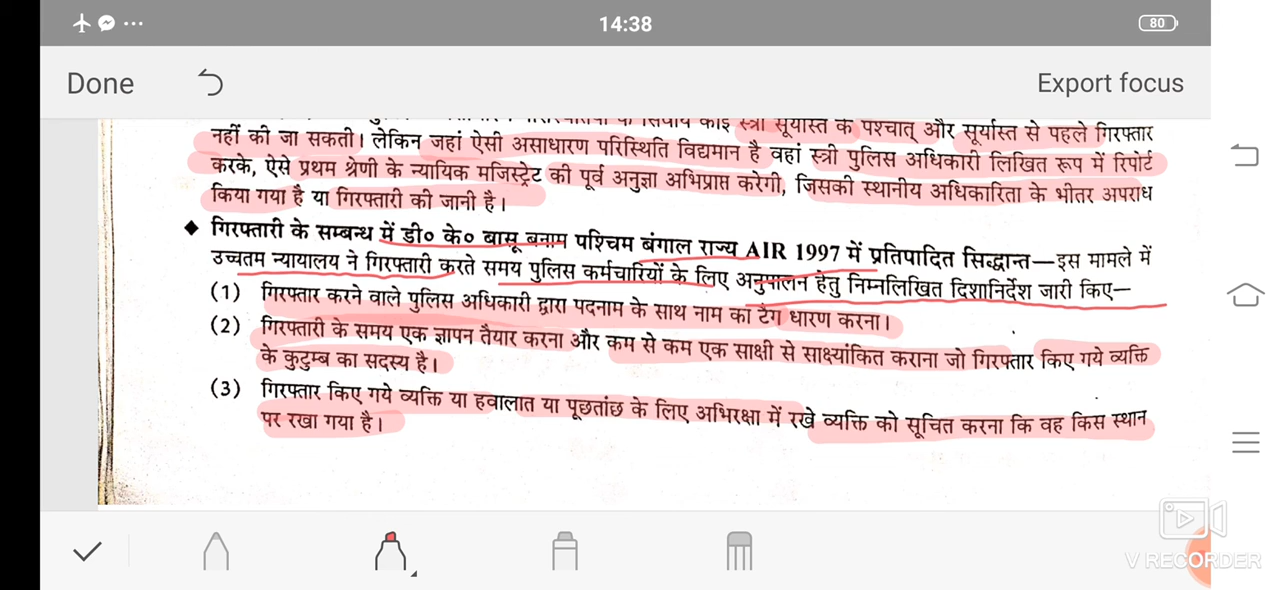 14:38
80
Done
Export focus
कोई स्त्री सूर्यास्त के पश्चात् और सूर्यास्त से पहले गिरफ्तार
नहीं की जा सकती। लेकिन जहां ऐसी असाधारण परिस्थिति विद्यमान है वहां स्त्री पुलिस अधिकारी लिखित रूप में रिपोर्ट
करके, ऐसे प्रथम श्रेणी के न्यायिक मजिस्ट्रेट की पूर्व अनुज्ञा अभिप्राप्त करेगी, जिसकी स्थानीय अधिकारिता के भीतर अपराध
किया गया है या गिरफ्तारी की जानी है।
◆ गिरफ्तारी के सम्बन्ध में डी० के० बासू बनाम पश्चिम बंगाल राज्य AIR 1997 में प्रतिपादित सिद्धान्त—इस मामले में
उच्चतम न्यायालय ने गिरफ्तारी करते समय पुलिस कर्मचारियों के लिए अनुपालन हेतु निम्नलिखित दिशानिर्देश जारी किए—
(1) गिरफ्तार करने वाले पुलिस अधिकारी द्वारा पदनाम के साथ नाम का टैग धारण करना।
(2) गिरफ्तारी के समय एक ज्ञापन तैयार करना और कम से कम एक साक्षी से साक्ष्यांकित कराना जो गिरफ्तार किए गये व्यक्ति
के कुटुम्ब का सदस्य है।
(3) गिरफ्तार किए गये व्यक्ति या हवालात या पूछतांछ के लिए अभिरक्षा में रखे व्यक्ति को सूचित करना कि वह किस स्थान
पर रखा गया है।
V RECORDER